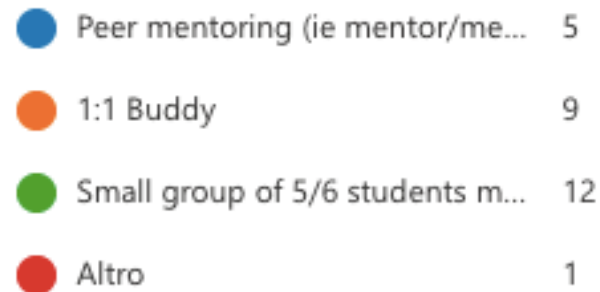 Peer mentoring (ie mentor/me... 5
1:1 Buddy 9
Small group of 5/6 students m... 12
Altro 1